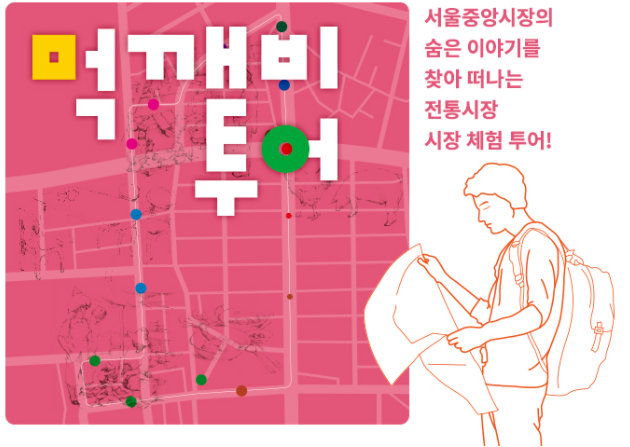 먹깨비
투어
서울중앙시장의
숨은 이야기를
찾아 떠나는
전통시장
시장 체험 투어!